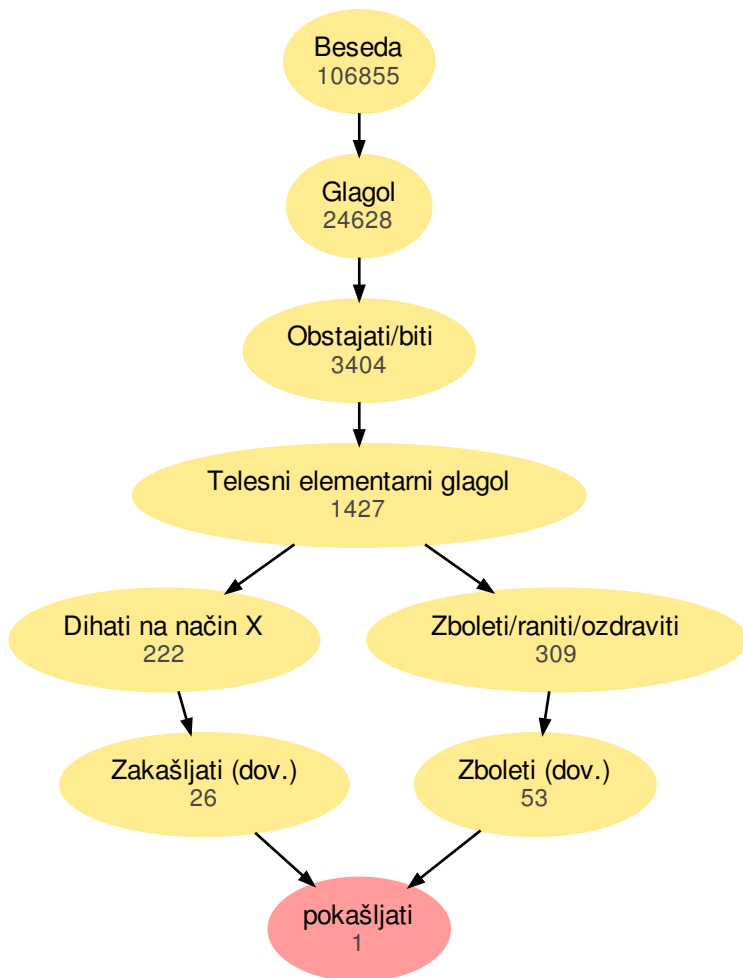 Beseda
106855
Glagol
24628
Obstajati/biti
3404
Telesni elementarni glagol
1427
Dihati na način X
222
Zboleti/raniti/ozdraviti
309
Zakašljati (dov.)
26
Zboleti (dov.)
53
pokašljati
1